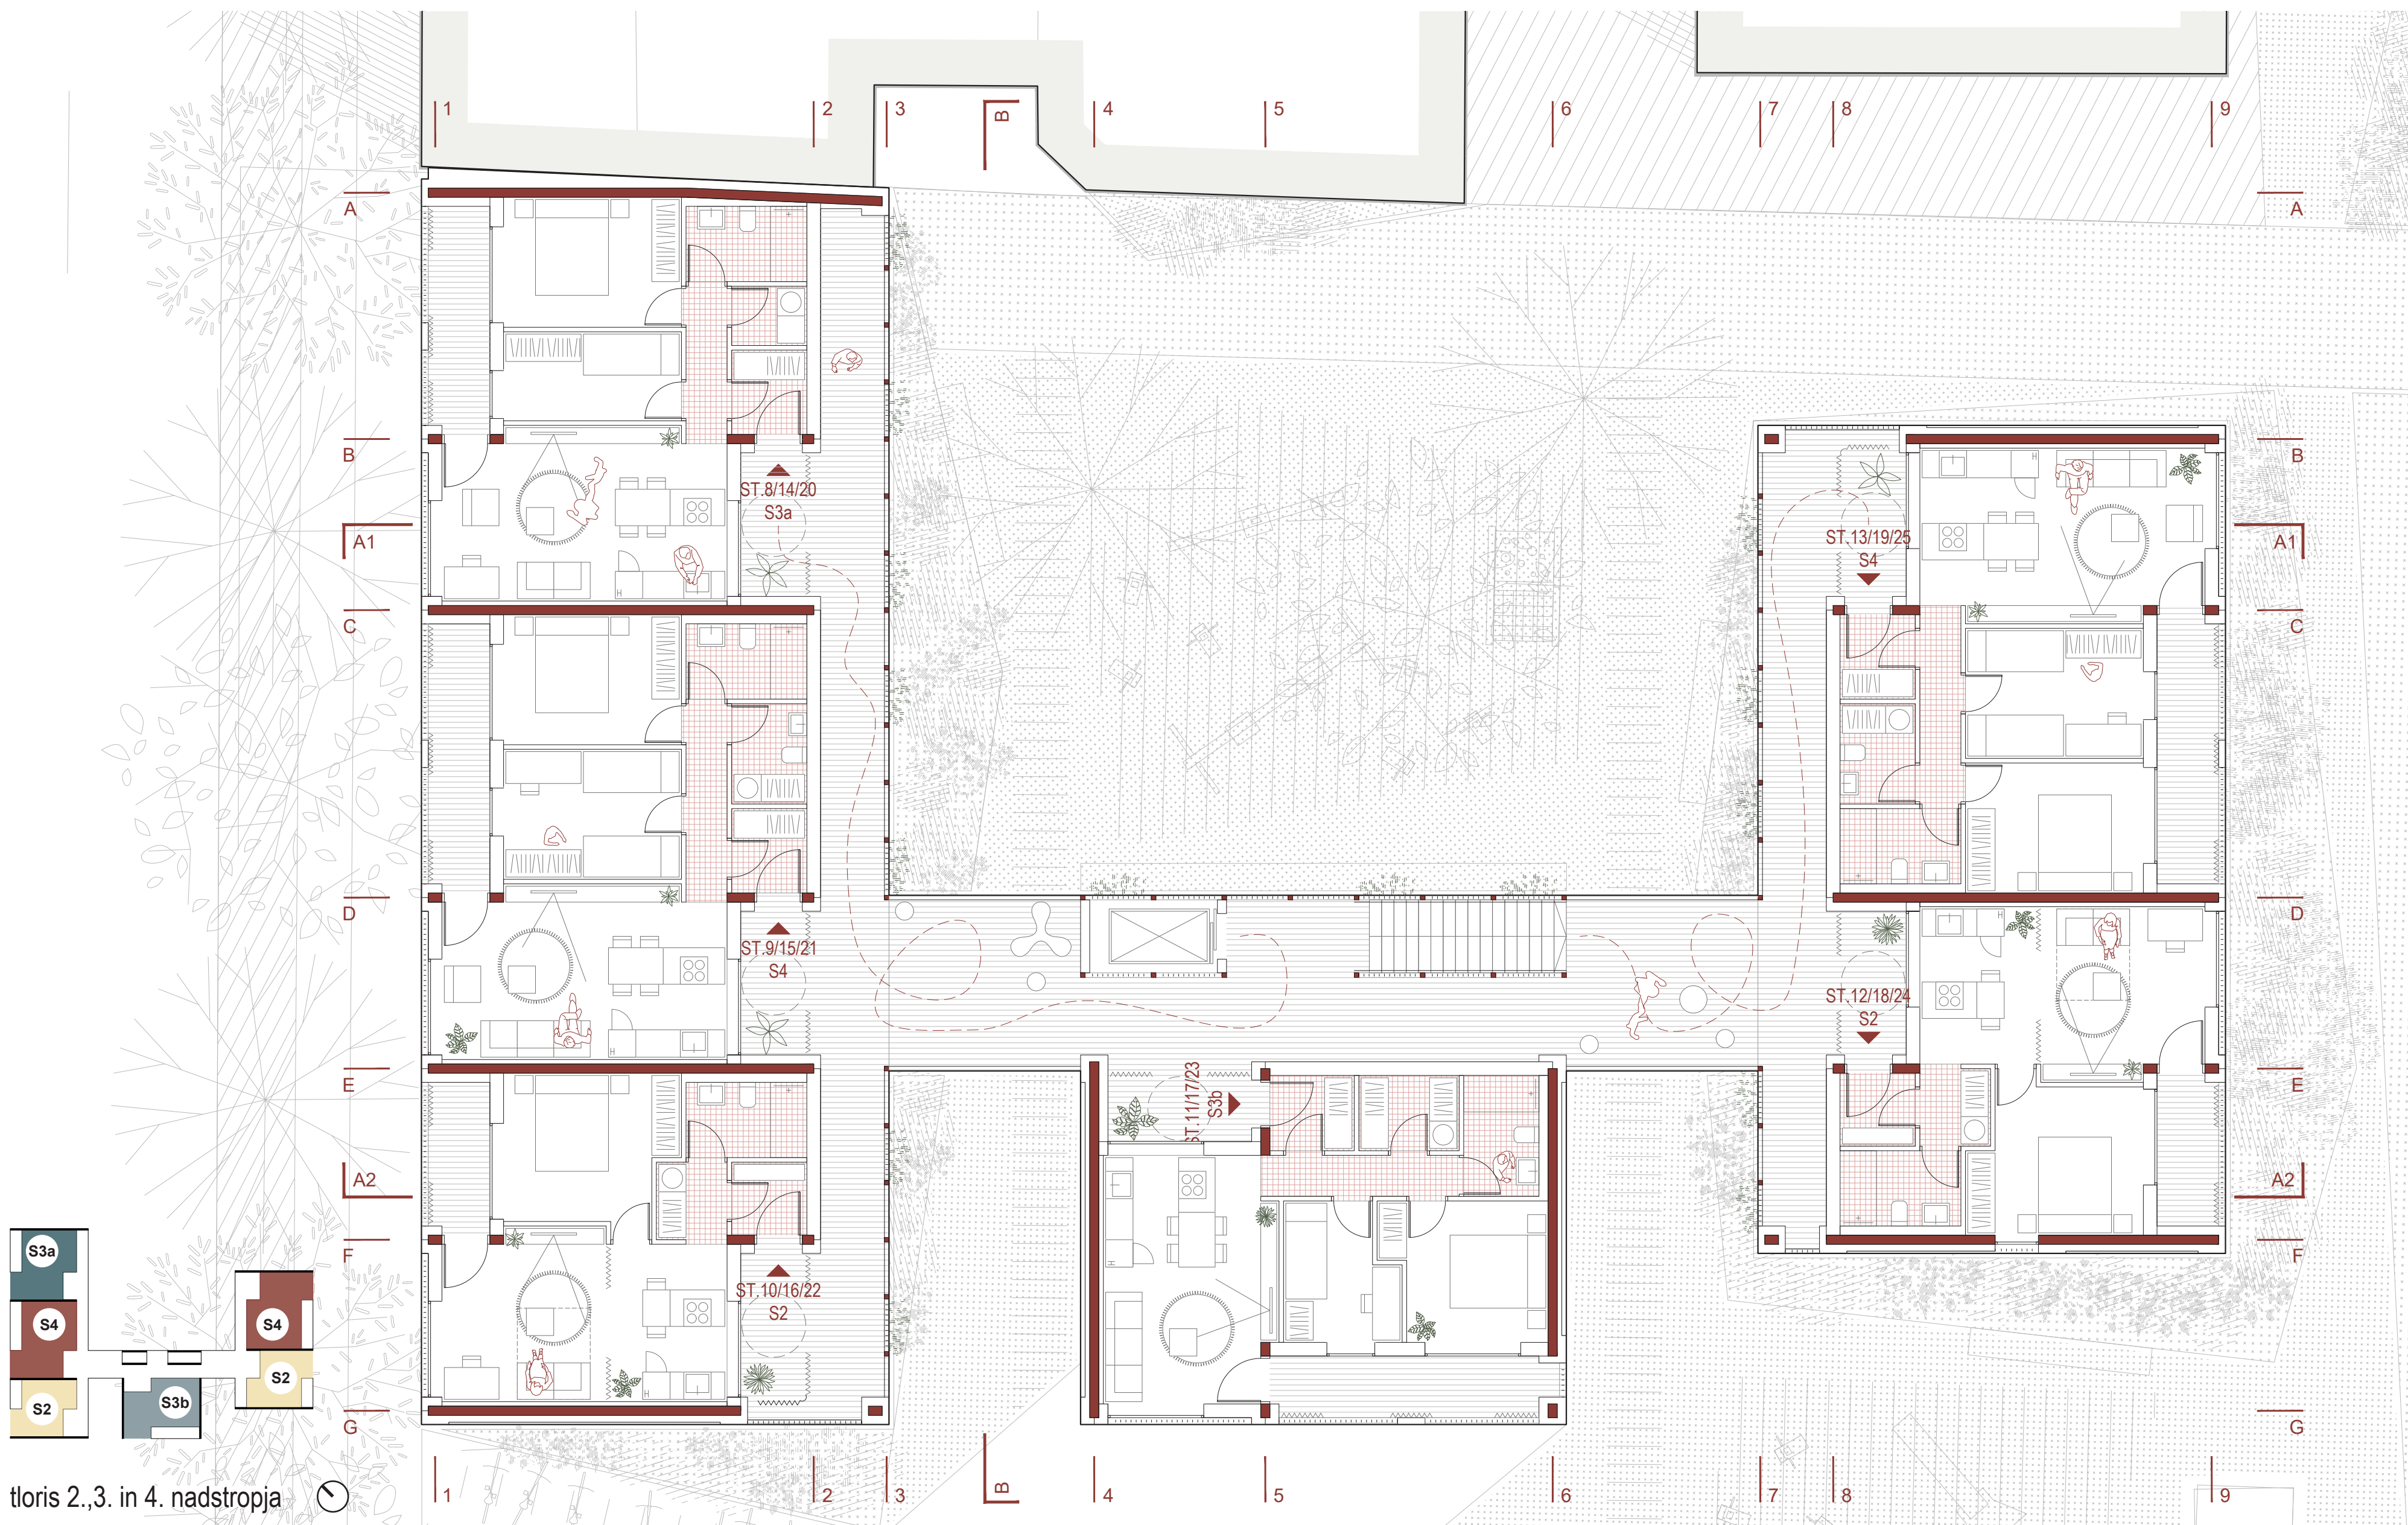 1 2 3 B 4 5 6 7 8 9
A A
B B
ST.8/14/20
S3a
A1 A1
ST.13/19/25
S4
C C
D D
ST.9/15/21
S4
ST.12/18/24
S2
E E
ST.11/17/23
S3b
A2 A2
F F
ST.10/16/22
S2
S3a
S4 S4
S2 S3b S2
G G
H
H
H
H
H
H
tloris 2.,3. in 4. nadstropja
1 2 3 B 4 5 6 7 8 9